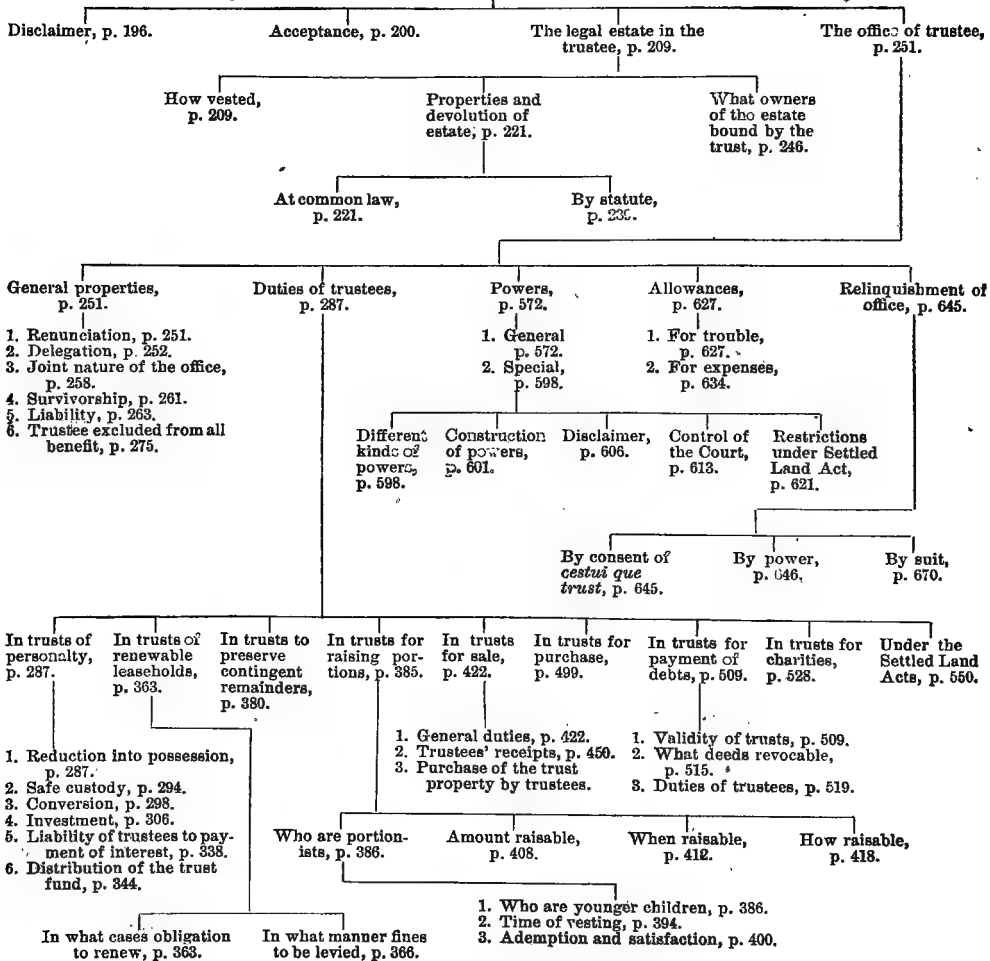 Disclaimer, p. 196.
Acceptance, p. 200.
The legal estate in the
trustee, p. 209.
The office of trustee,
p. 251.
How vested,
p. 209.
Properties and
devolution of
estate, p. 221.
What owners
of the estate
bound by the
trust, p. 246.
At common law,
p. 221.
By statute,
p.
General properties,
p. 251.
1. Renunciation, p. 251.
2. Delegation, p. 252.
3. Joint nature of the office,
p. 258.
4. Survivorship, p. 261.
5. Liability, p. 263.
6. Trustee excluded from all
benefit, p. 275.
Duties of trustees,
p. 287.
Powers,
p. 572.
1. General
p. 572.
2. Special,
p. 598.
Allowances,
p. 627.
1. For trouble,
p. 627.
2. For expenses,
p. 634.
Relinquishment of
office, p. 645.
Different
kinds of
powers,
p. 598.
Construction
of powers,
p. 601.
Disclaimer,
p. 606.
Control of
the Court,
p. 613.
Restrictions
under Settled
Land Act,
p. 621.
By consent of
cestui que
trust, p. 645.
By power,
p. 646.
By suit,
p. 670.
In trusts of
personalty,
p. 287.
In trusts of
renewable
leaseholds,
p. 363.
In trusts to
preserve
contingent
remainders,
p. 380.
In trusts for
raising por-
tions, p. 385.
In trusts
for sale,
p. 422.
In trusts for
purchase,
p. 499.
In trusts for
payment of
debts, p. 509.
In trusts for
charities,
p. 528.
Under the
Settled Land
Acts, p. 550.
1. Reduction into possession,
p. 287.
2. Safe custody, p. 294.
3. Conversion, p. 298.
4. Investment, p. 306.
5. Liability of trustees to pay-
ment of interest, p. 338.
6. Distribution of the trust
fund, p. 344.
1. General duties, p. 422.
2. Trustees' receipts, p. 450.
3. Purchase of the trust
property by trustees.
1. Validity of trusts, p. 509.
2. What deeds revocable,
p. 515.
3. Duties of trustees, p. 519.
Who are portion-
ists, p. 386.
Amount raisable,
p. 408.
When raisable,
p. 412.
How raisable,
p. 418.
1. Who are younger children, p. 386.
2. Time of vesting, p. 394.
3. Ademption and satisfaction, p. 400.
In what cases obligation
to renew, p. 363.
In what manner fines
to be levied, p. 366.